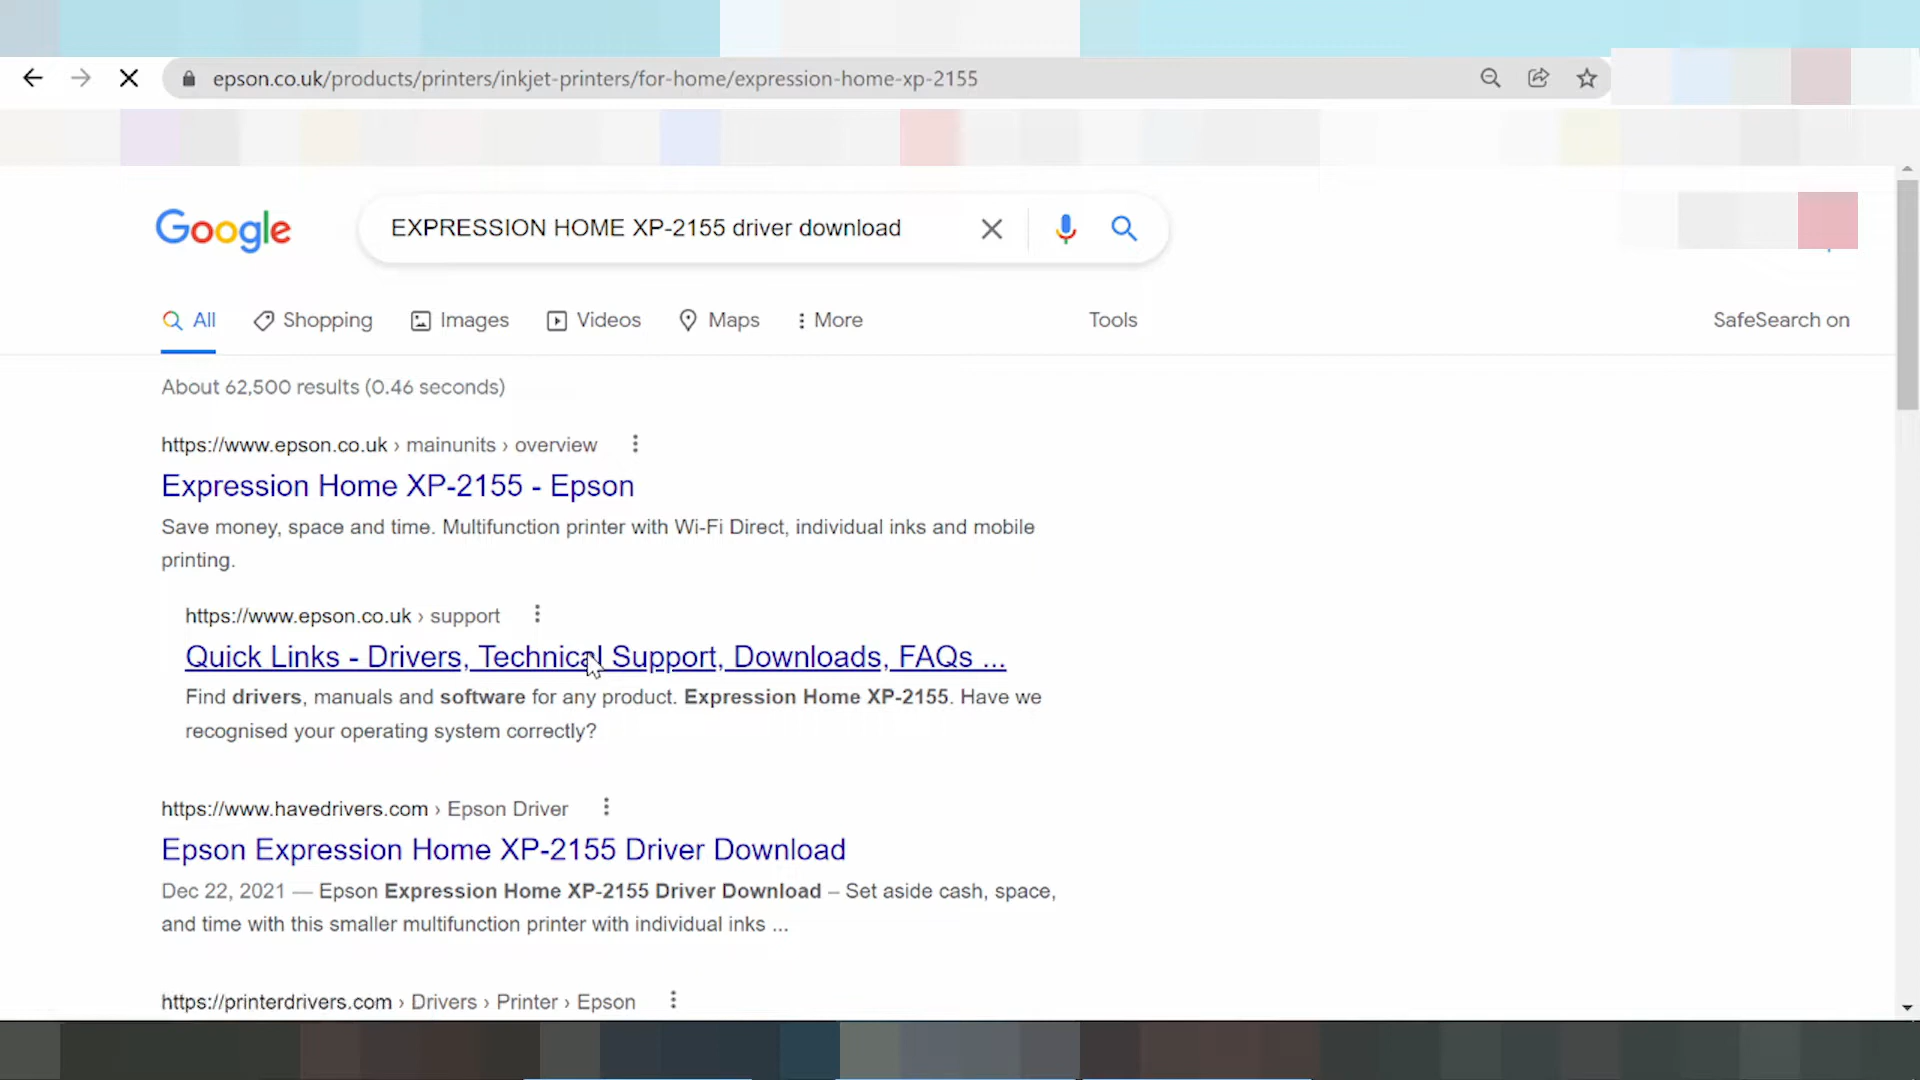 epson.co.uk/products/printers/inkjet-printers/for-home/expression-home-xp-2155
Google
EXPRESSION HOME XP-2155 driver download
All
Shopping
Images
Videos
Maps
More
Tools
SafeSearch on
About 62,500 results (0.46 seconds)
https://www.epson.co.uk › mainunits › overview
Expression Home XP-2155 - Epson
Save money, space and time. Multifunction printer with Wi-Fi Direct, individual inks and mobile
printing.
https://www.epson.co.uk › support
Quick Links - Drivers, Technical Support, Downloads, FAQs ...
Find drivers, manuals and software for any product. Expression Home XP-2155. Have we
recognised your operating system correctly?
https://www.havedrivers.com › Epson Driver
Epson Expression Home XP-2155 Driver Download
Dec 22, 2021 — Epson Expression Home XP-2155 Driver Download – Set aside cash, space,
and time with this smaller multifunction printer with individual inks ...
https://printerdrivers.com › Drivers › Printer › Epson